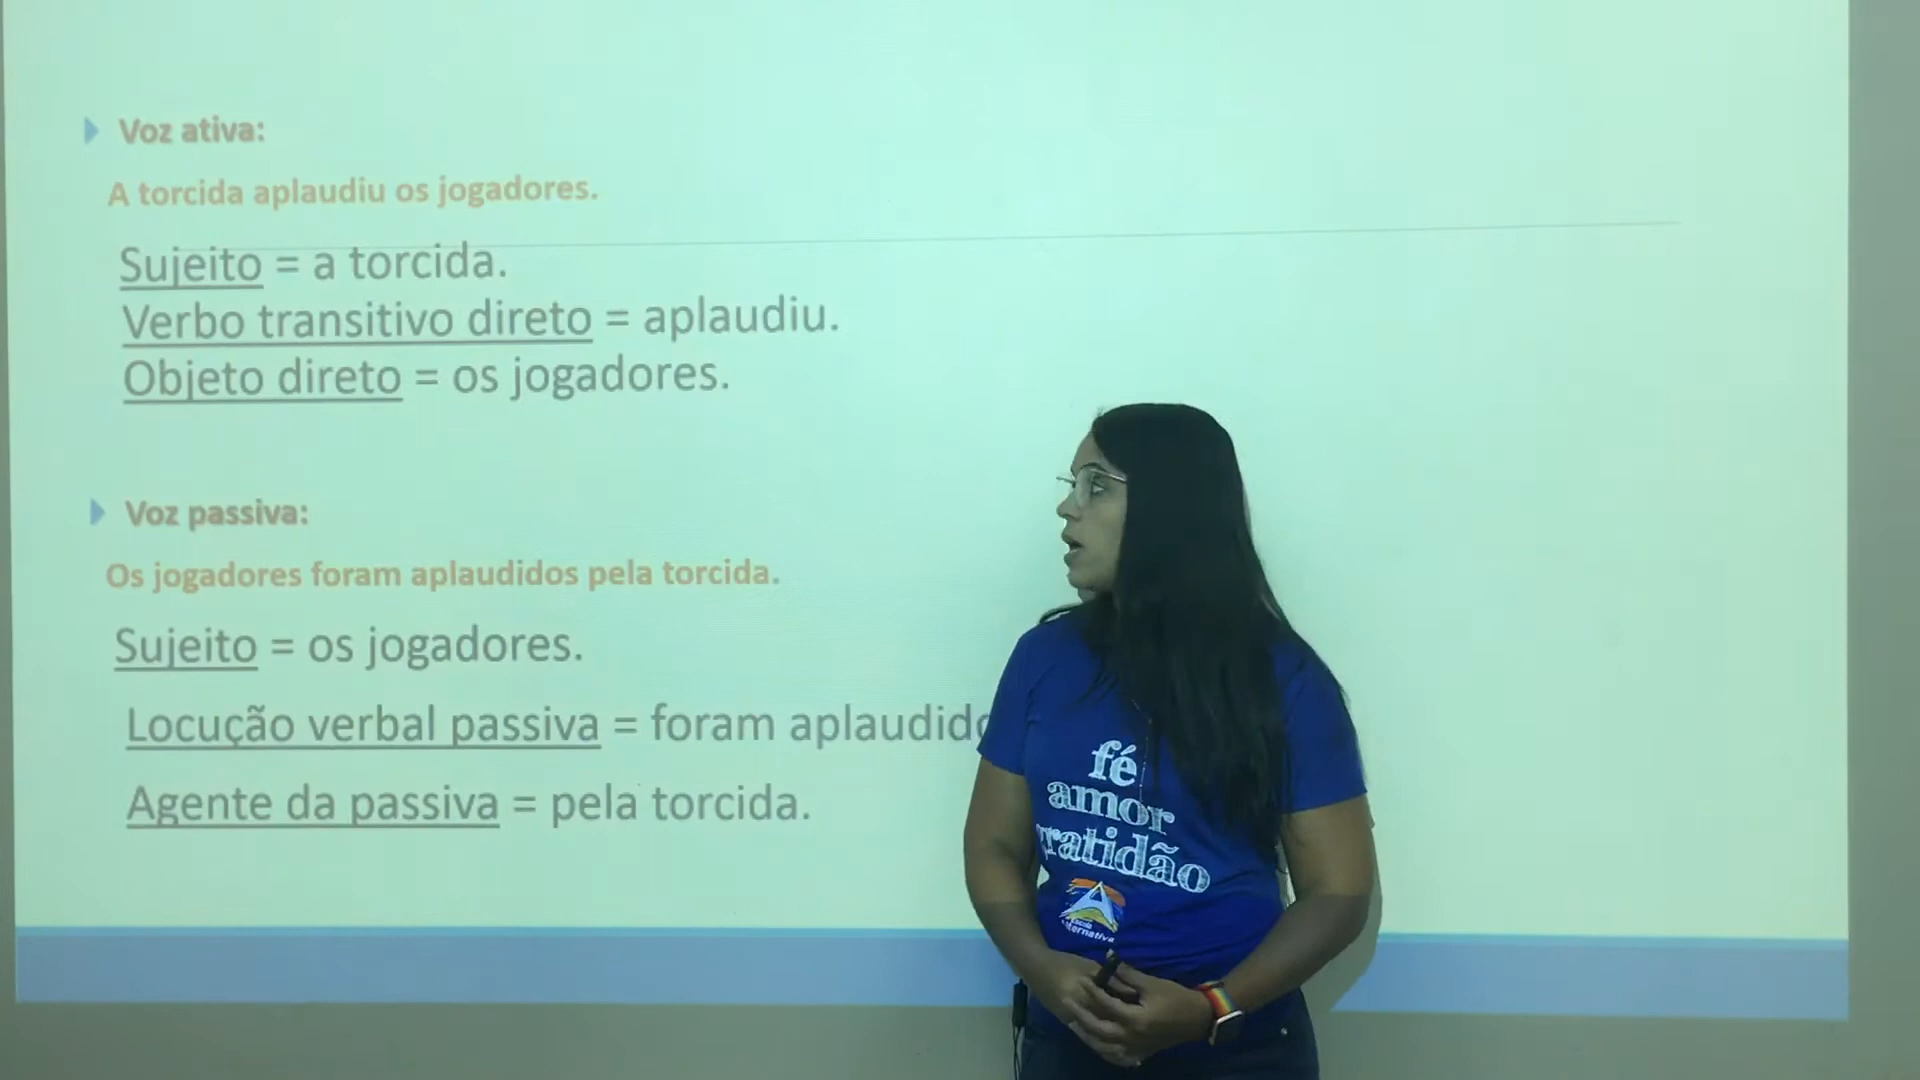 Voz ativa:
A torcida aplaudiu os jogadores.
Sujeito = a torcida.
Verbo transitivo direto = aplaudiu.
Objeto direto = os jogadores.
Voz passiva:
Os jogadores foram aplaudidos pela torcida.
Sujeito = os jogadores.
Locução verbal passiva = foram
Agente da passiva = pela torcida.
fé
amor